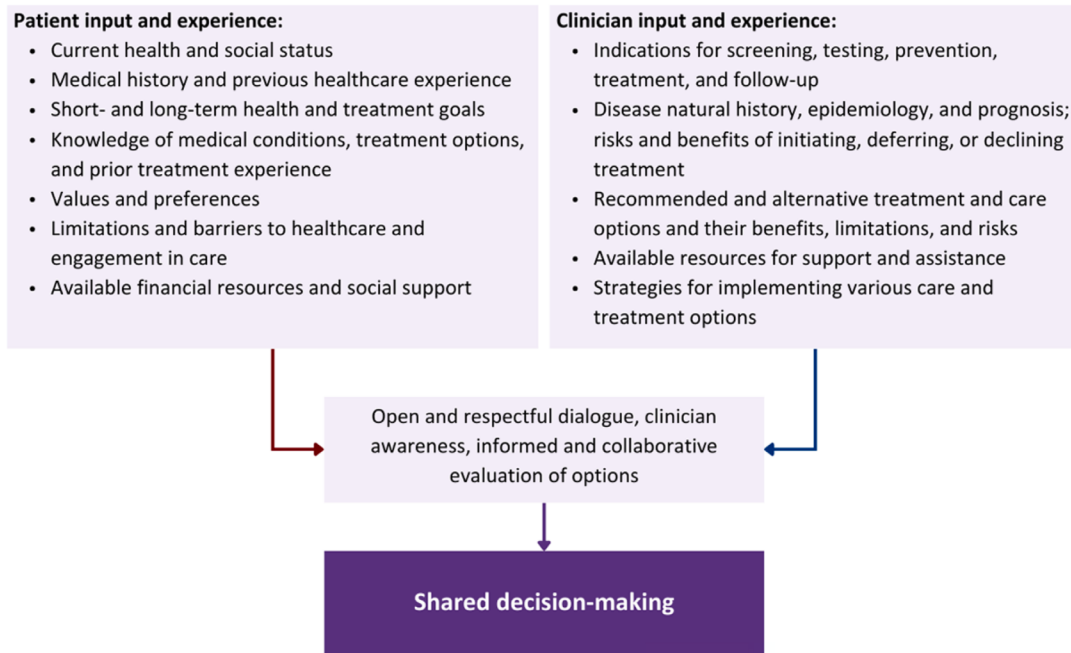 Patient input and experience:
• Current health and social status
• Medical history and previous healthcare experience
• Short- and long-term health and treatment goals
• Knowledge of medical conditions, treatment options,
and prior treatment experience
• Values and preferences
• Limitations and barriers to healthcare and
engagement in care
• Available financial resources and social support
Clinician input and experience:
• Indications for screening, testing, prevention,
treatment, and follow-up
• Disease natural history, epidemiology, and prognosis;
risks and benefits of initiating, deferring, or declining
treatment
• Recommended and alternative treatment and care
options and their benefits, limitations, and risks
• Available resources for support and assistance
• Strategies for implementing various care and
treatment options
Open and respectful dialogue, clinician
awareness, informed and collaborative
evaluation of options
Shared decision-making